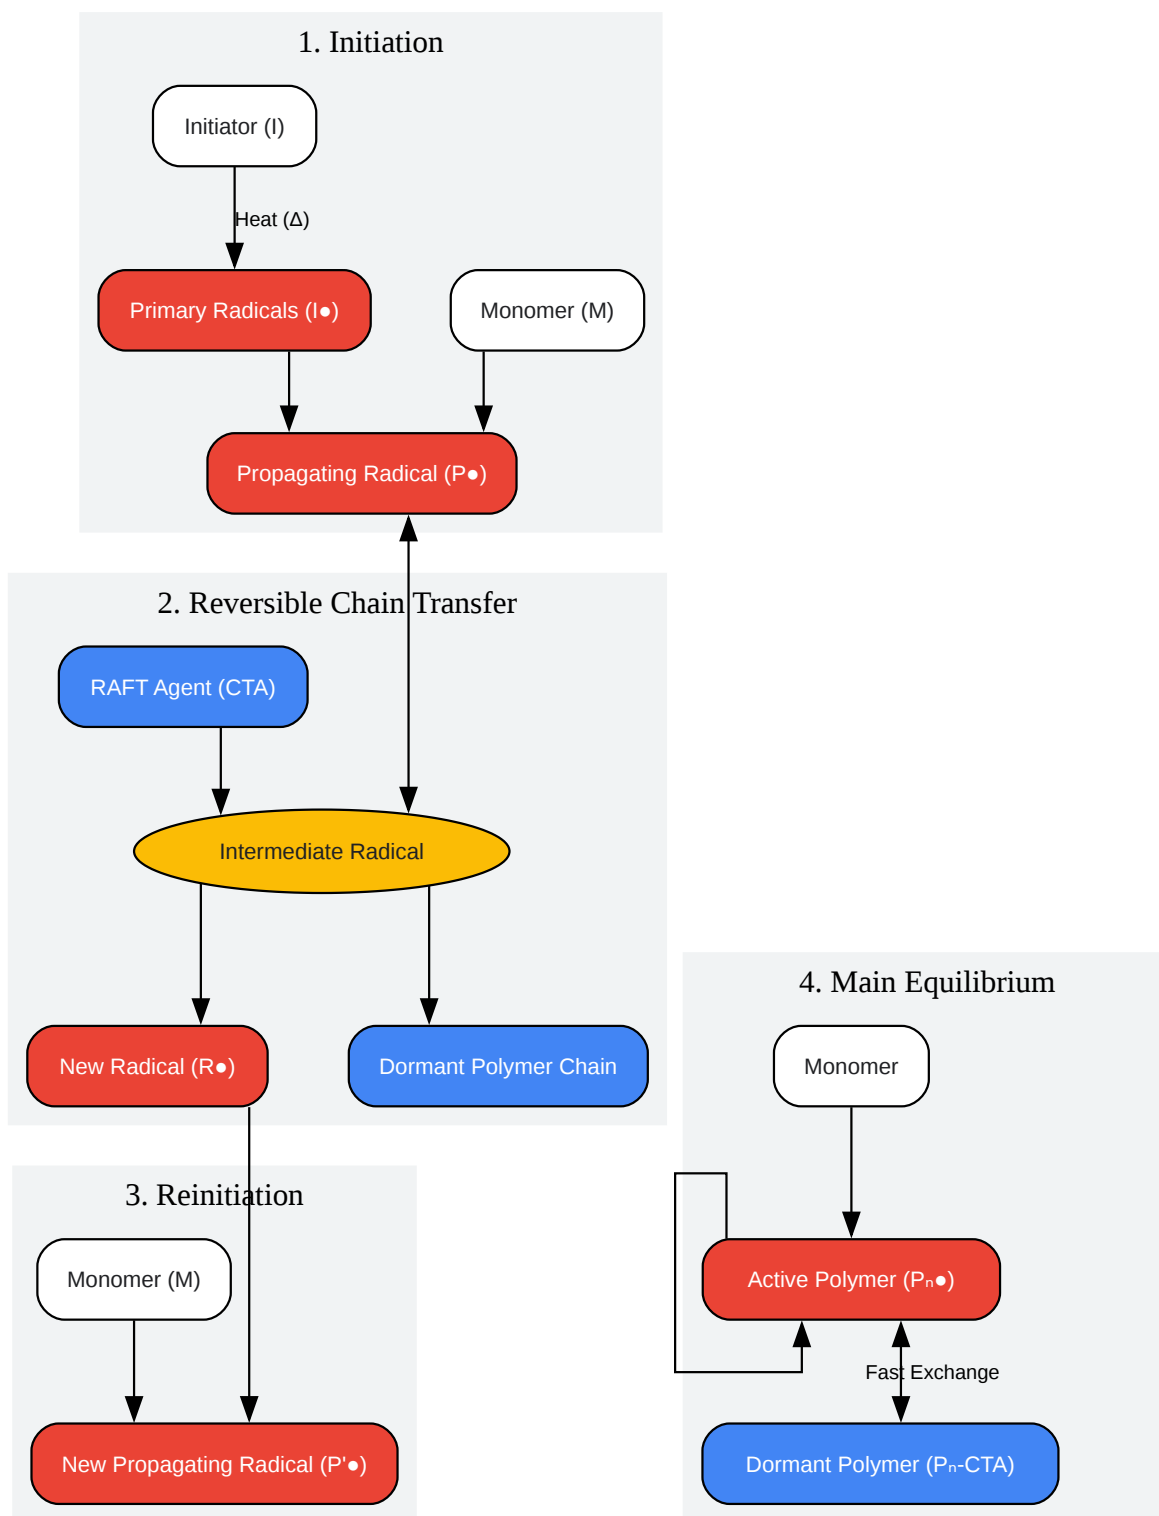 1. Initiation
Initiator (I)
Heat (Δ)
Primary Radicals (I●)
Monomer (M)
Propagating Radical (P●)
2. Reversible Chain Transfer
RAFT Agent (CTA)
Intermediate Radical
New Radical (R●)
Dormant Polymer Chain
3. Reinitiation
Monomer (M)
New Propagating Radical (P'●)
4. Main Equilibrium
Monomer
Active Polymer (Pₙ●)
Fast Exchange
Dormant Polymer (Pₙ-CTA)